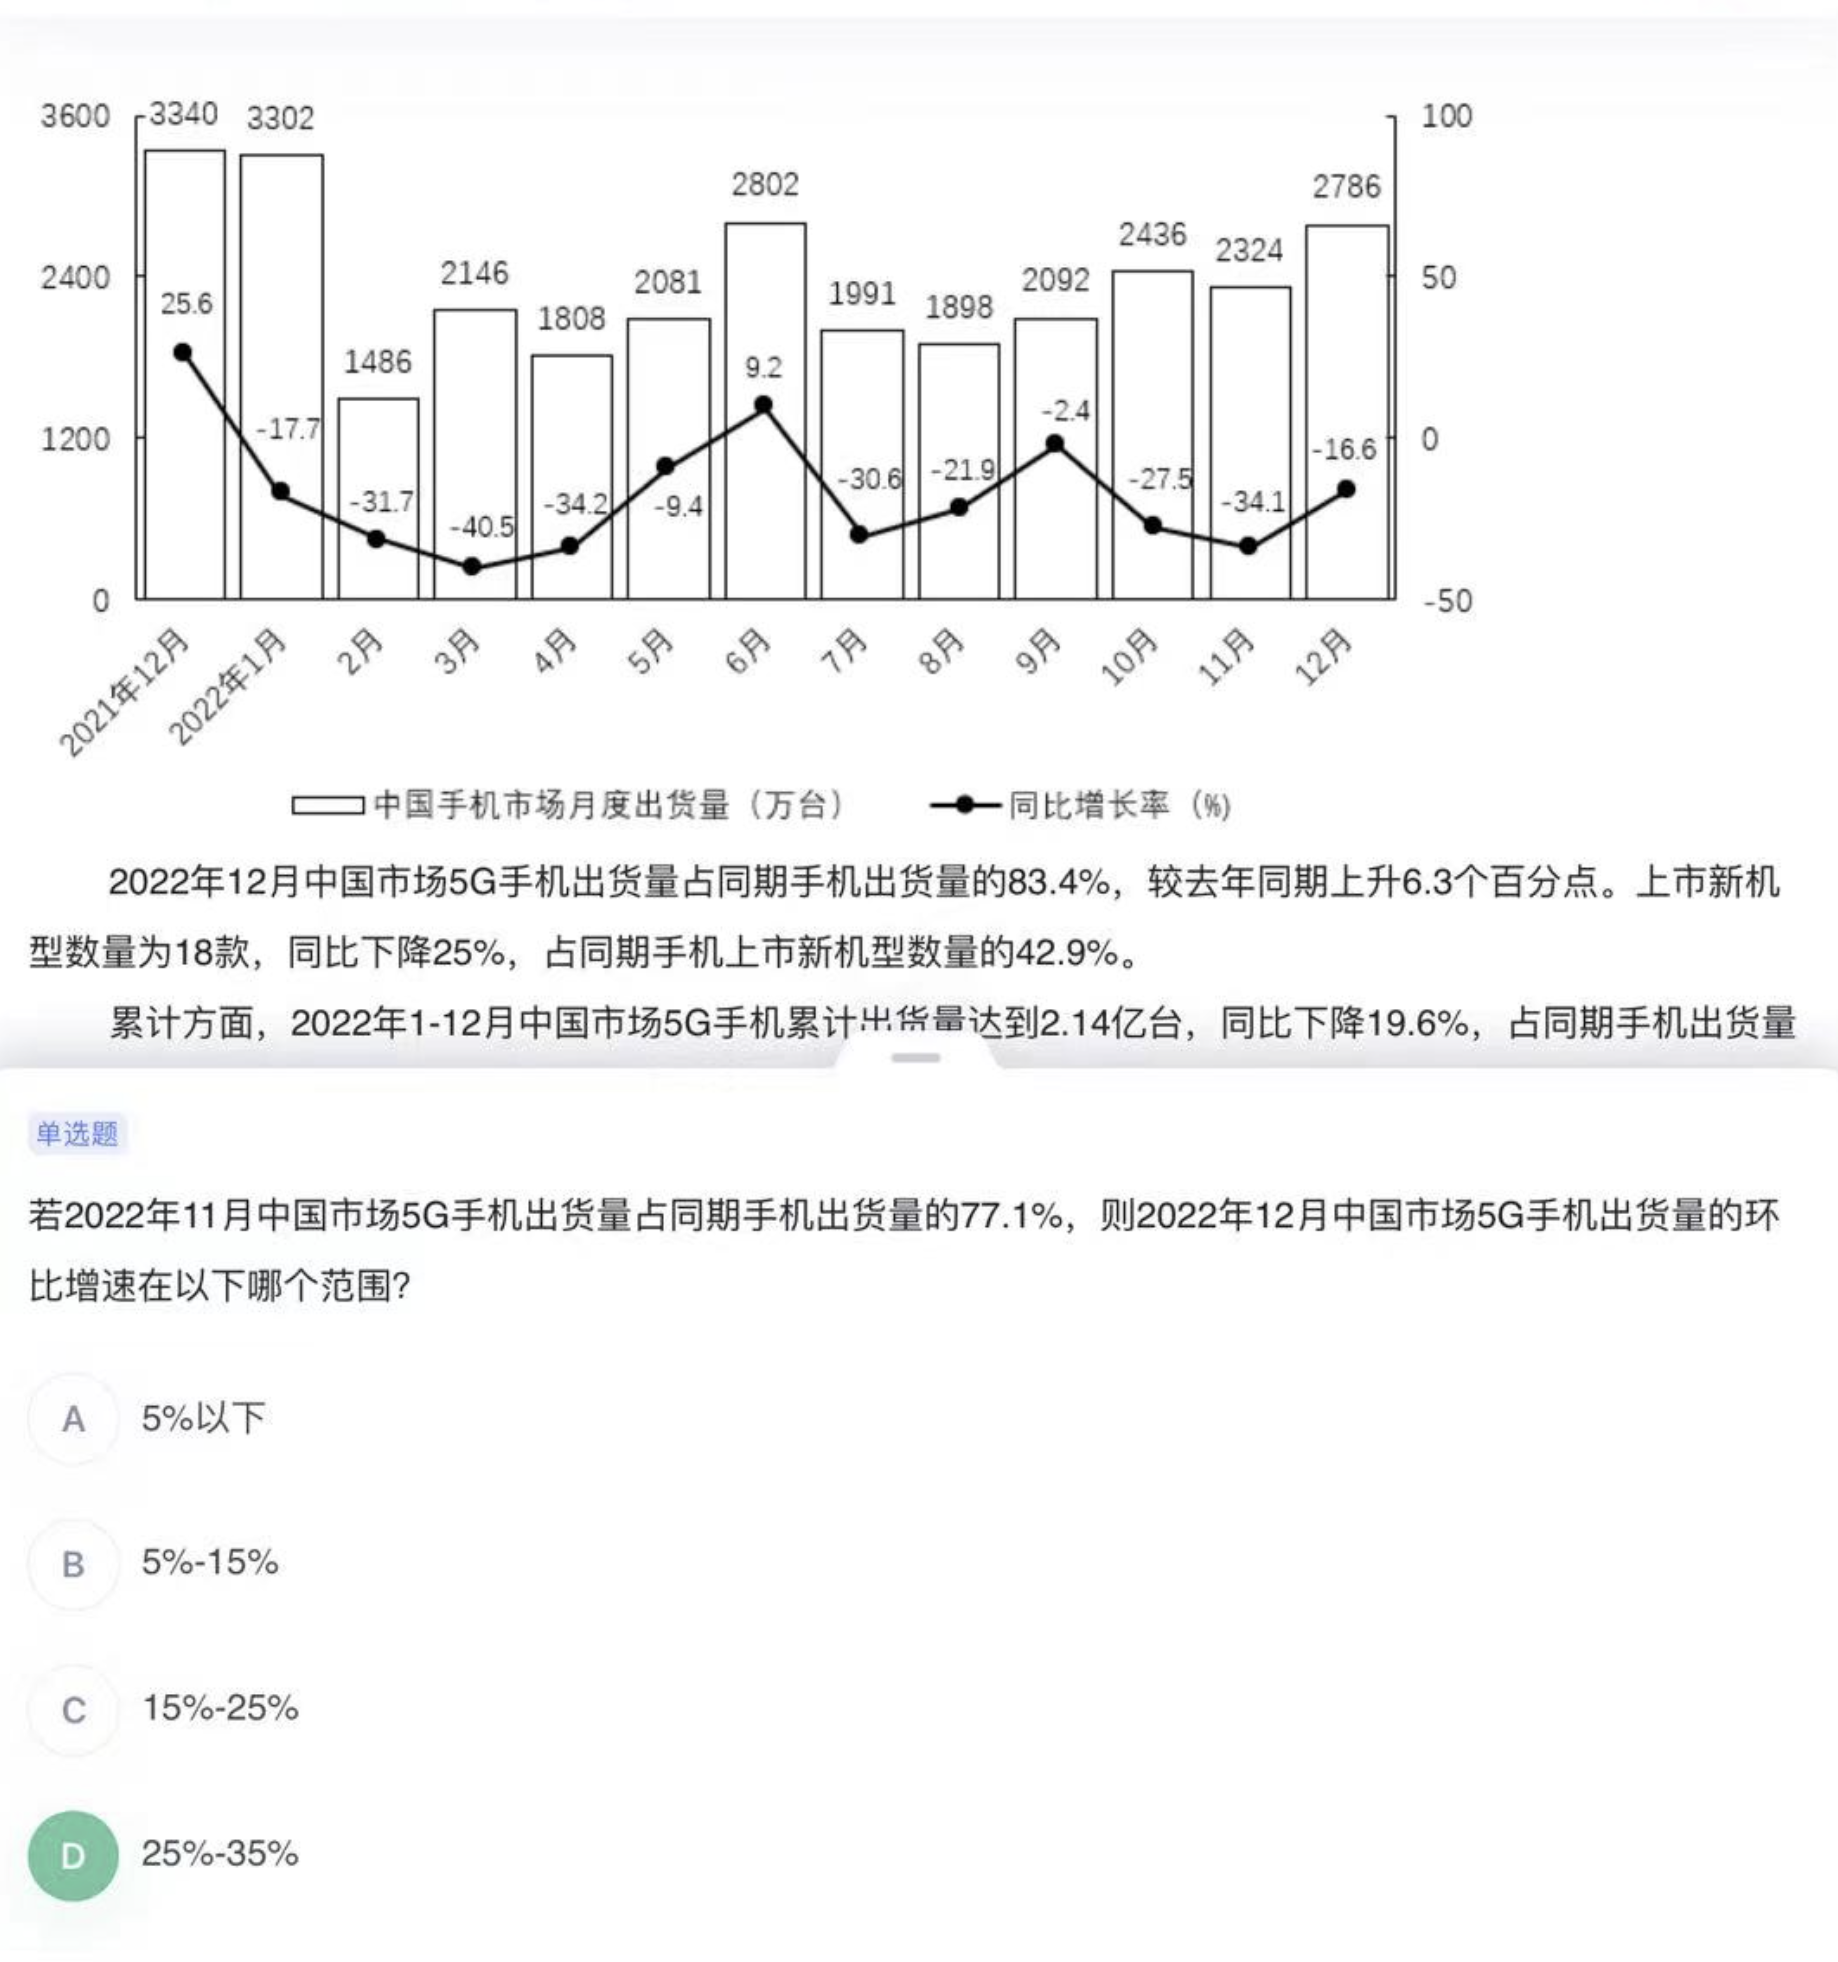 3600
2400
1200
0
100
50
0
-50
3340
3302
1486
2146
1808
2081
2802
1991
1898
2092
2436
2324
2786
25.6
-17.7
-31.7
-40.5
-34.2
-9.4
9.2
-30.6
-21.9
-2.4
-27.5
-34.1
-16.6
2021年12月
2022年1月
2月
3月
4月
5月
6月
7月
8月
9月
10月
11月
12月
中国手机市场月度出货量（万台）
同比增长率（%)
2022年12月中国市场5G手机出货量占同期手机出货量的83.4%，较去年同期上升6.3个百分点。上市新机
型数量为18款，同比下降25%，占同期手机上市新机型数量的42.9%。
累计方面，2022年1-12月中国市场5G手机累计出货量达到2.14亿台，同比下降19.6%，占同期手机出货量
单选题
若2022年11月中国市场5G手机出货量占同期手机出货量的77.1%，则2022年12月中国市场5G手机出货量的环
比增速在以下哪个范围?
A 5%以下
B 5%-15%
C 15%-25%
D 25%-35%